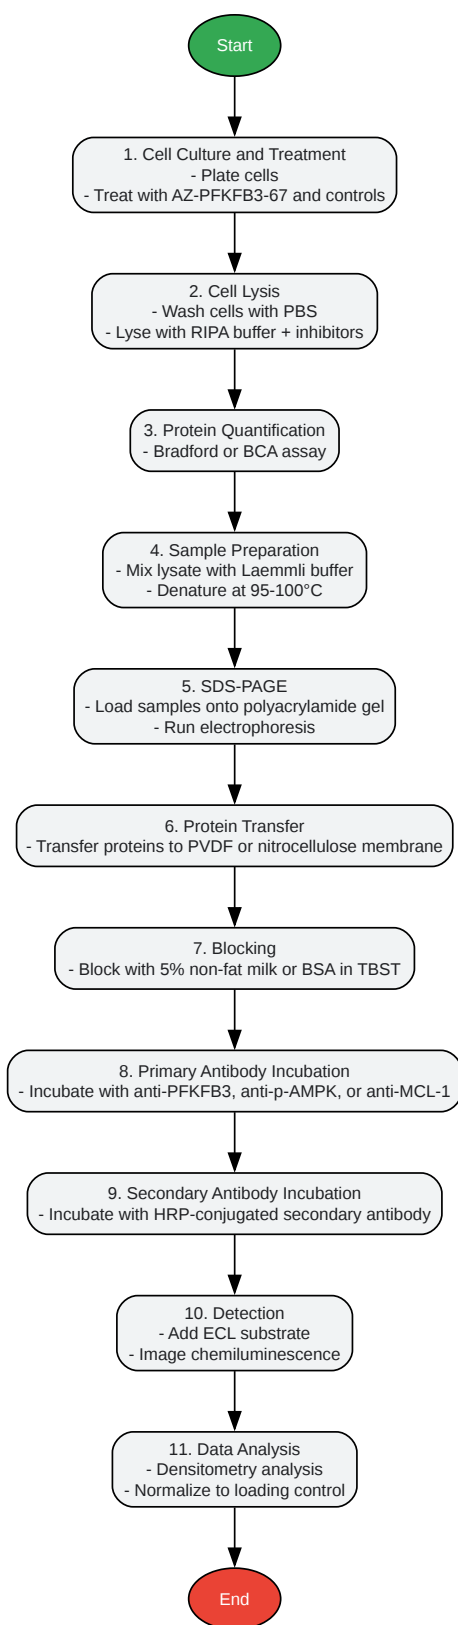 Start
1. Cell Culture and Treatment
- Plate cells
- Treat with AZ-PFKFB3-67 and controls
2. Cell Lysis
- Wash cells with PBS
- Lyse with RIPA buffer + inhibitors
3. Protein Quantification
- Bradford or BCA assay
4. Sample Preparation
- Mix lysate with Laemmli buffer
- Denature at 95-100°C
5. SDS-PAGE
- Load samples onto polyacrylamide gel
- Run electrophoresis
6. Protein Transfer
- Transfer proteins to PVDF or nitrocellulose membrane
7. Blocking
- Block with 5% non-fat milk or BSA in TBST
8. Primary Antibody Incubation
- Incubate with anti-PFKFB3, anti-p-AMPK, or anti-MCL-1
9. Secondary Antibody Incubation
- Incubate with HRP-conjugated secondary antibody
10. Detection
- Add ECL substrate
- Image chemiluminescence
11. Data Analysis
- Densitometry analysis
- Normalize to loading control
End